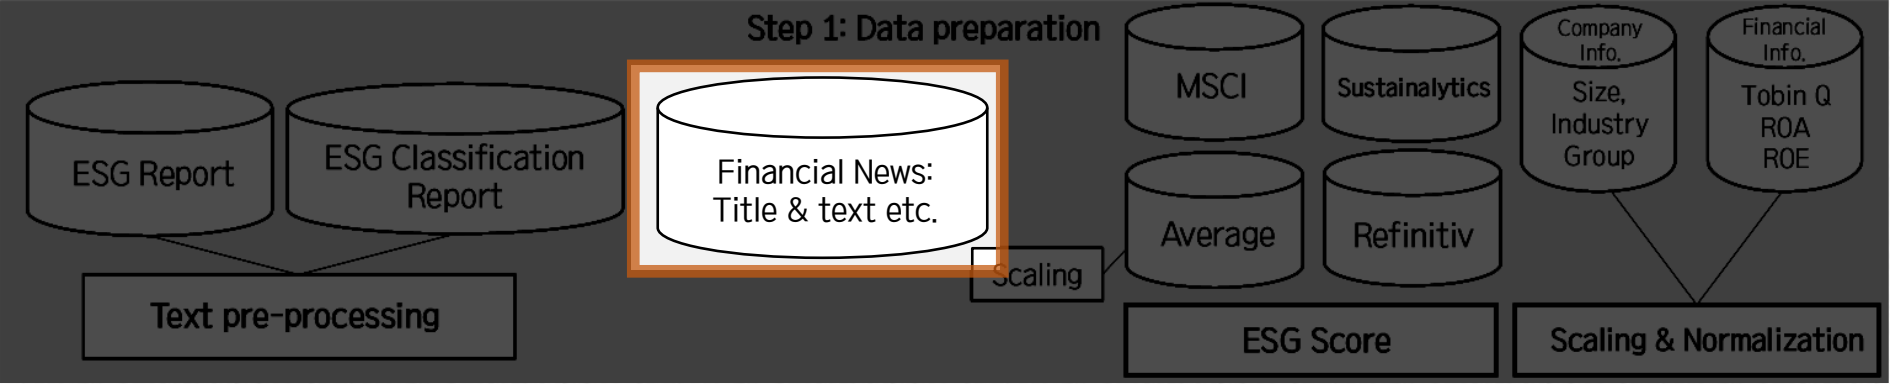 Step 1: Data preparation
ESG Report
ESG Classification
Report
Financial News:
Title & text etc.
Text pre-processing
Scaling
MSCI
Sustainalytics
Average
Refinitiv
ESG Score
Company
Info.
Size,
Industry
Group
Financial
Info.
Tobin Q
ROA
ROE
Scaling & Normalization